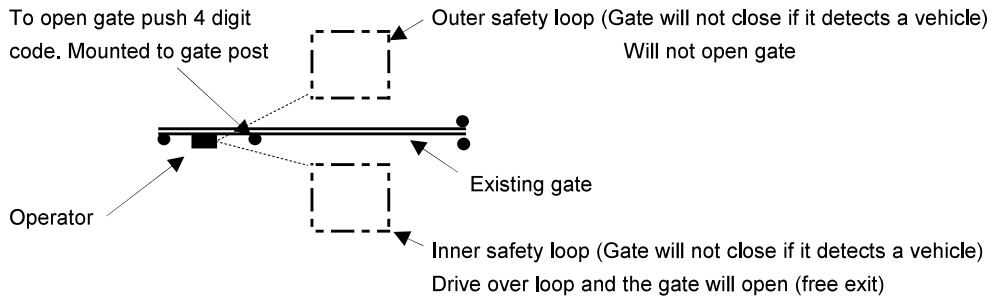 To open gate push 4 digit
code. Mounted to gate post
Outer safety loop (Gate will not close if it detects a vehicle)
Will not open gate
Existing gate
Operator
Inner safety loop (Gate will not close if it detects a vehicle)
Drive over loop and the gate will open (free exit)